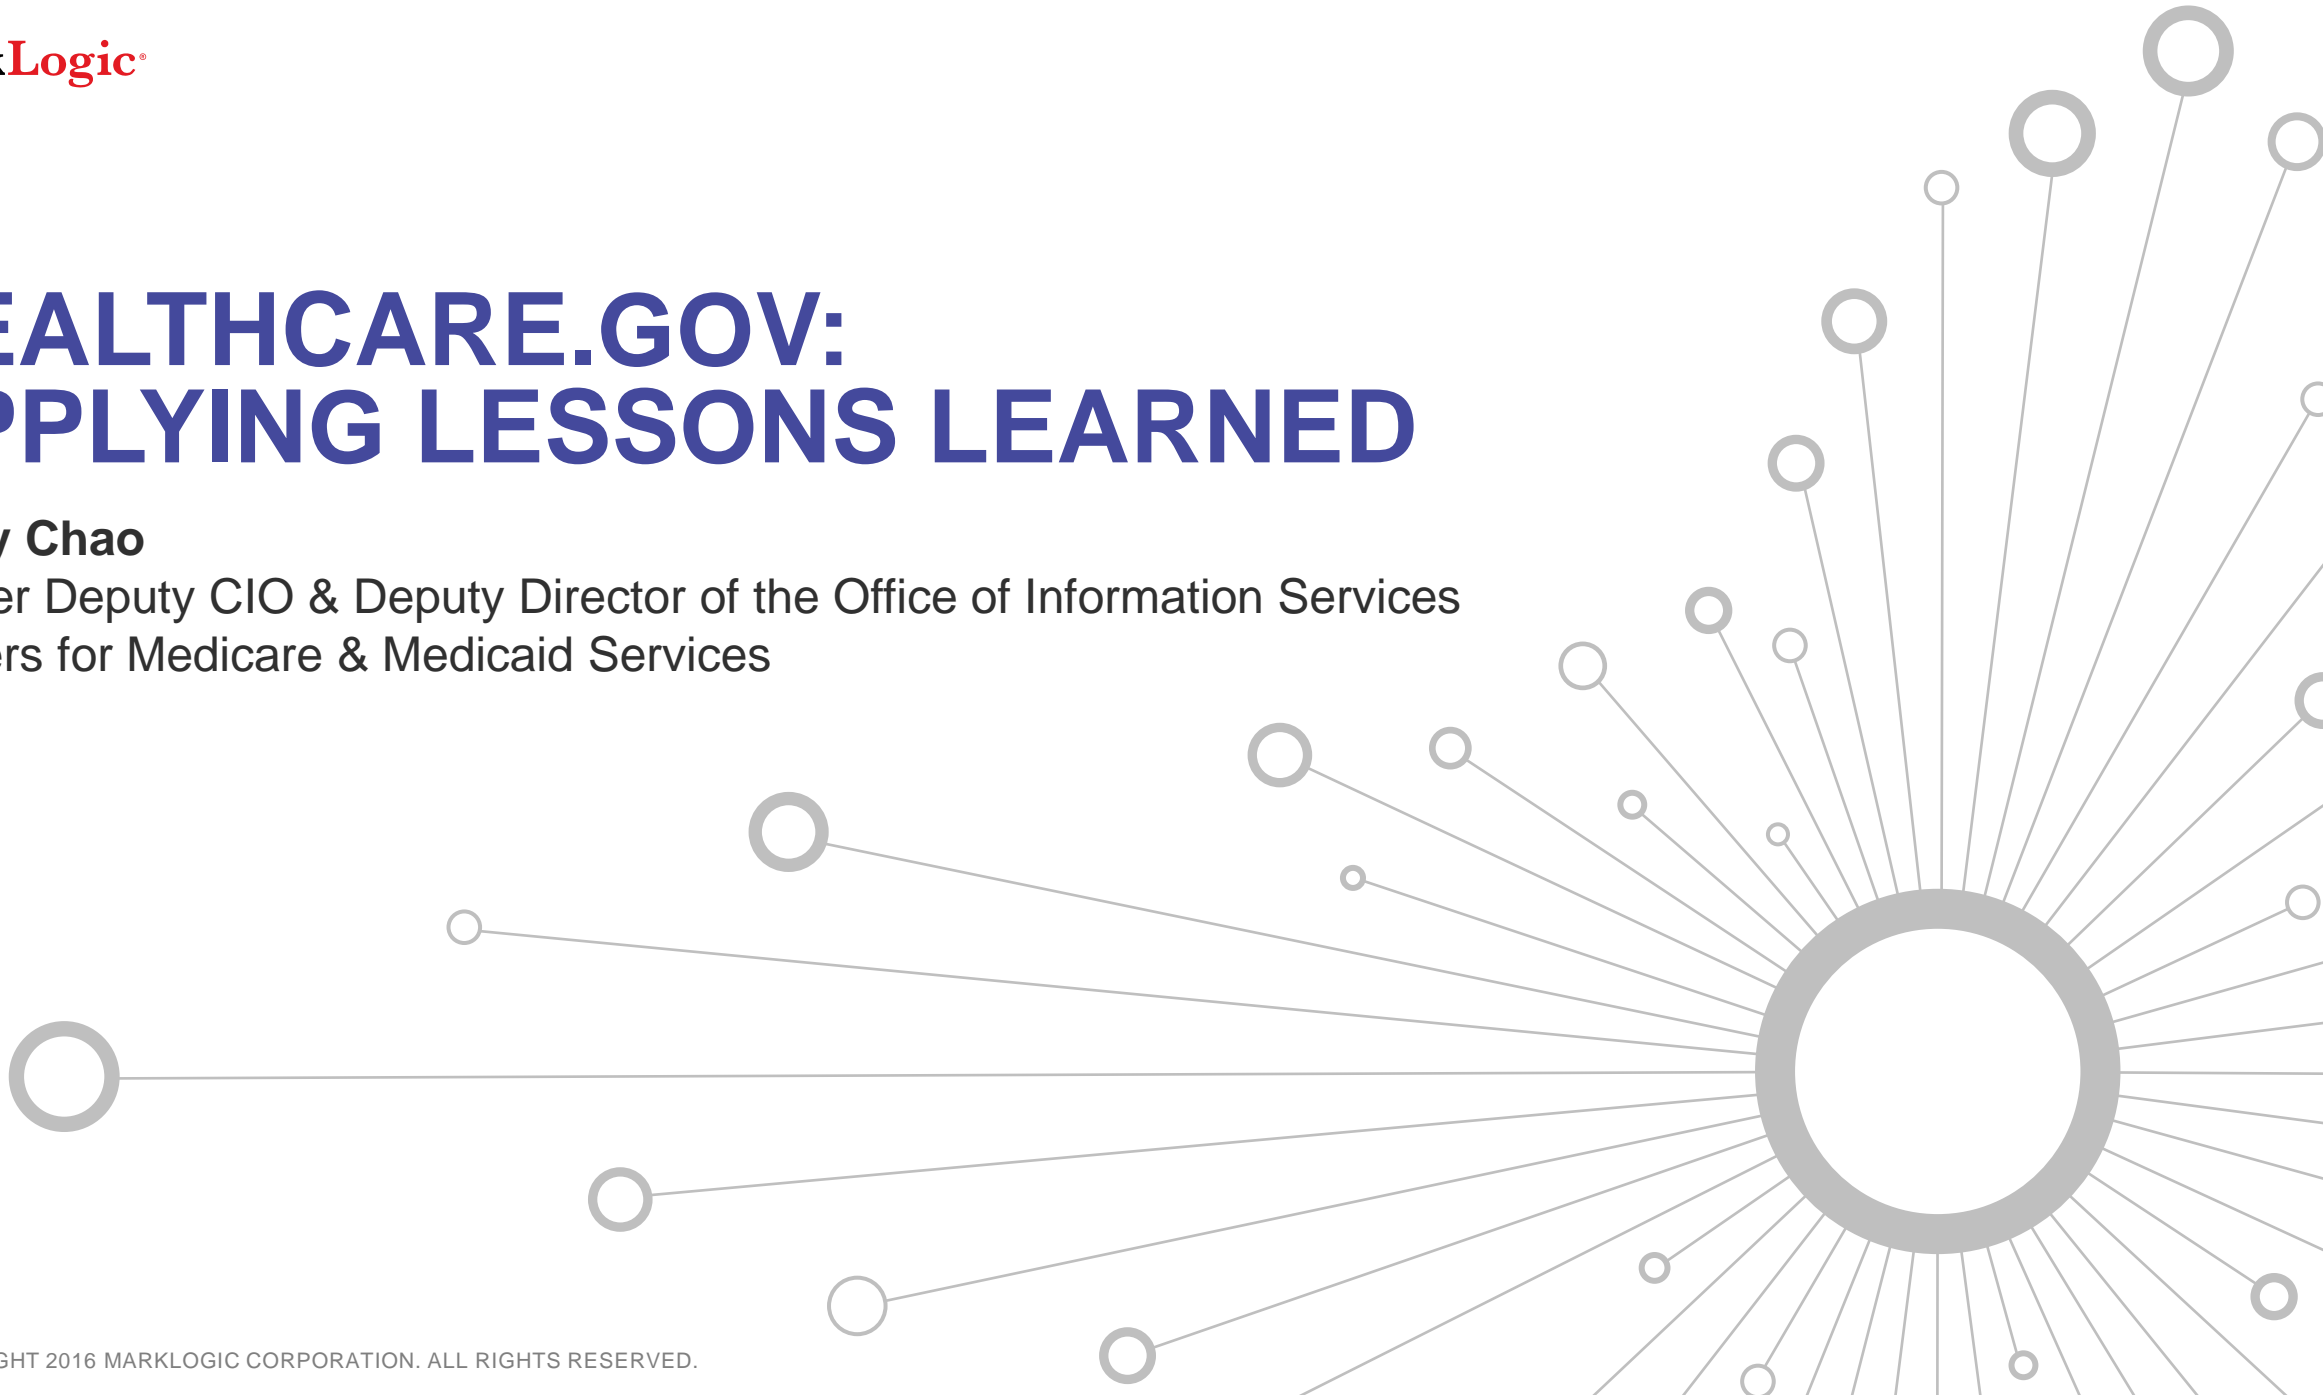 kLogic®
EALTHCARE.GOV:
PPLYING LESSONS LEARNED
y Chao
er Deputy CIO & Deputy Director of the Office of Information Services
ers for Medicare & Medicaid Services
GHT 2016 MARKLOGIC CORPORATION. ALL RIGHTS RESERVED.